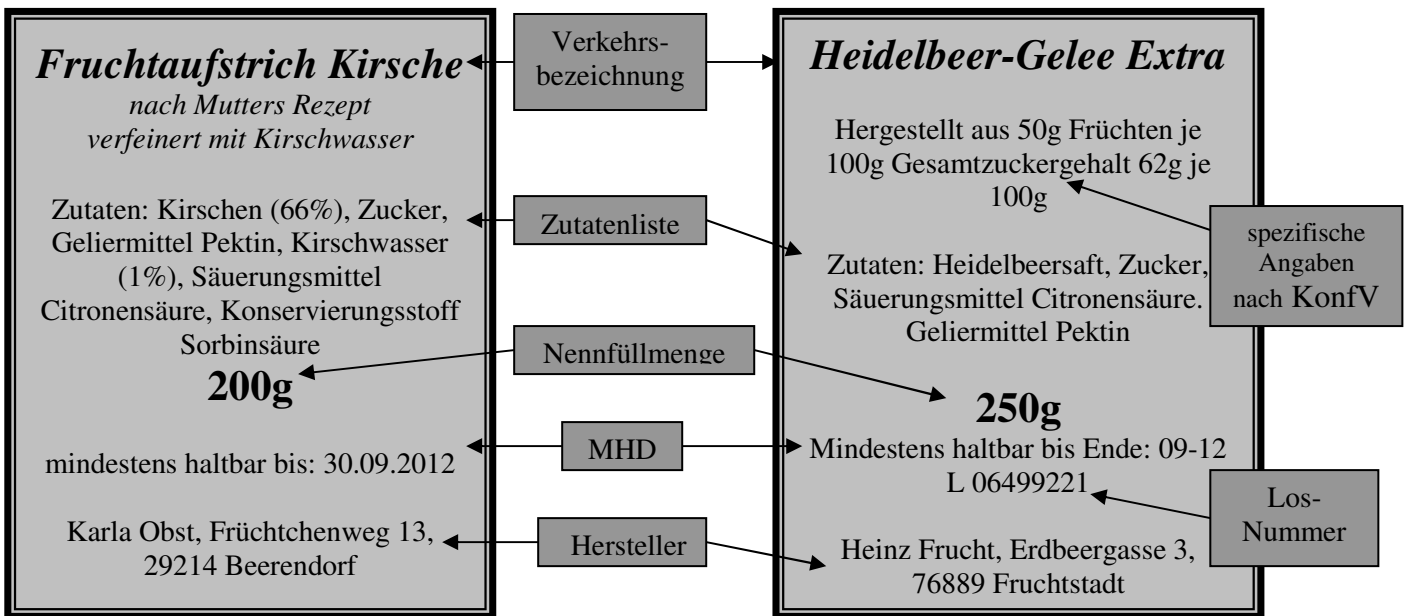 Fruchtaufstrich Kirsche
nach Mutters Rezept
verfeinert mit Kirschwasser
Zutaten: Kirschen (66%), Zucker,
Geliermittel Pektin, Kirschwasser
(1%), Säuerungsmittel
Citronensäure, Konservierungsstoff
Sorbinsäure
200g
mindestens haltbar bis: 30.09.2012
Karla Obst, Früchtchenweg 13,
29214 Beerendorf
Verkehrs-
bezeichnung
Zutatenliste
Nennfüllmenge
MHD
Hersteller
Heidelbeer-Gelee Extra
Hergestellt aus 50g Früchten je
100g Gesamtzuckergehalt 62g je
100g
Zutaten: Heidelbeersaft, Zucker,
Säuerungsmittel Citronensäure.
Geliermittel Pektin
250g
Mindestens haltbar bis Ende: 09-12
L 06499221
Heinz Frucht, Erdbeergasse 3,
76889 Fruchtstadt
spezifische
Angaben
nach KonfV
Los-
Nummer